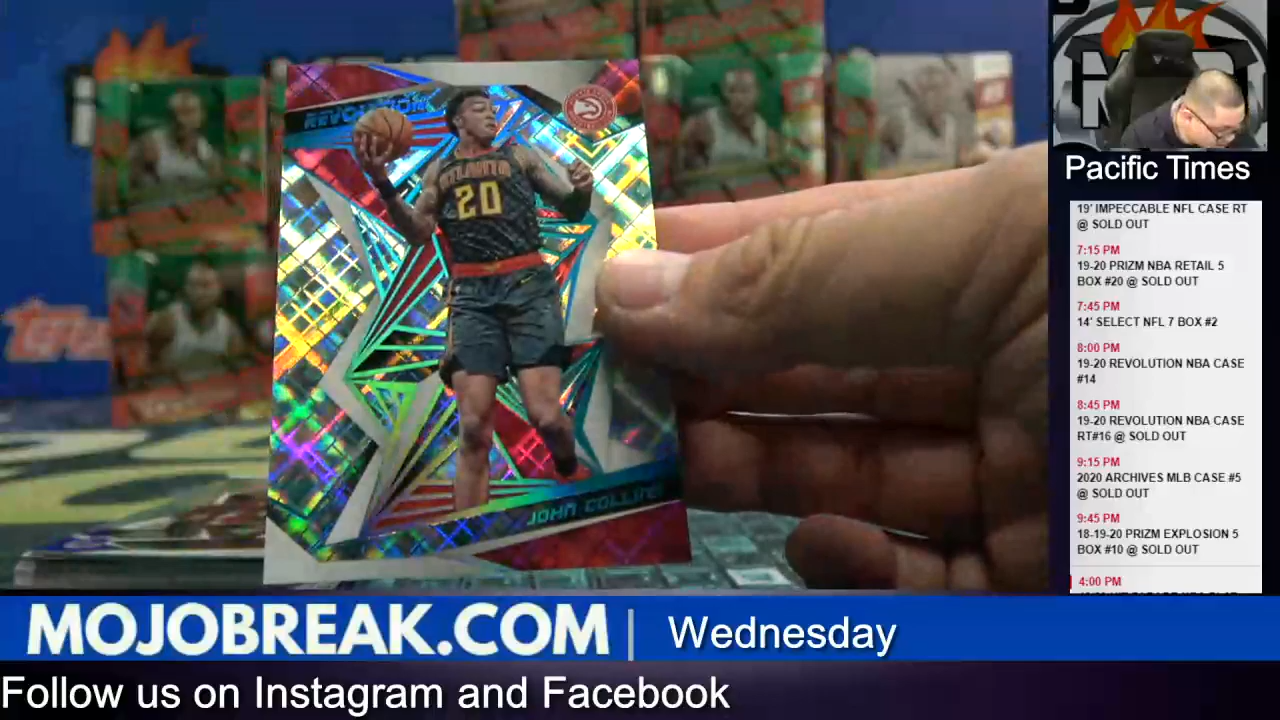 REVOLUTION
ATLANTA
20
JOHN COLLINS
TOPPS
Pacific Times
19' IMPECCABLE NFL CASE RT
@ SOLD OUT
7:15 PM
19-20 PRIZM NBA RETAIL 5
BOX #20 @ SOLD OUT
7:45 PM
14' SELECT NFL 7 BOX #2
8:00 PM
19-20 REVOLUTION NBA CASE
#14
8:45 PM
19-20 REVOLUTION NBA CASE
RT#16 @ SOLD OUT
9:15 PM
2020 ARCHIVES MLB CASE #5
@ SOLD OUT
9:45 PM
18-19-20 PRIZM EXPLOSION 5
BOX #10 @ SOLD OUT
4:00 PM
MOJOBREAK.COM | Wednesday
Follow us on Instagram and Facebook